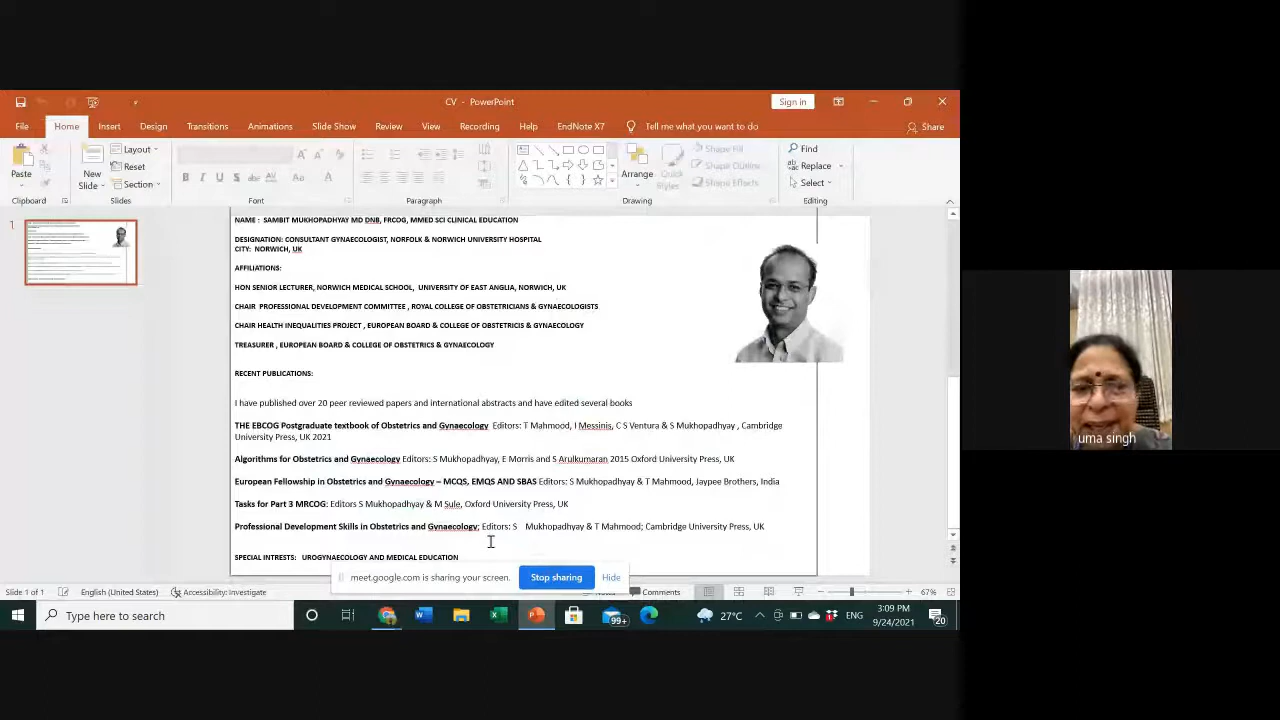 CV - PowerPoint
Sign in
File Home Insert Design Transitions Animations Slide Show Review View Recording Help EndNote X7 Tell me what you want to do Share
Paste
New
Slide
Layout
Reset
Section
Arrange
Quick
Styles
Shape Fill
Shape Outline
Shape Effects
Find
Replace
Select
Clipboard Slides Font Paragraph Drawing Editing
1
NAME : SAMBIT MUKHOPADHYAY MD DNB, FRCOG, MMED SCI CLINICAL EDUCATION
DESIGNATION: CONSULTANT GYNAECOLOGIST, NORFOLK & NORWICH UNIVERSITY HOSPITAL
CITY: NORWICH, UK
AFFILIATIONS:
HON SENIOR LECTURER, NORWICH MEDICAL SCHOOL, UNIVERSITY OF EAST ANGLIA, NORWICH, UK
CHAIR PROFESSIONAL DEVELOPMENT COMMITTEE , ROYAL COLLEGE OF OBSTETRICIANS & GYNAECOLOGISTS
CHAIR HEALTH INEQUALITIES PROJECT , EUROPEAN BOARD & COLLEGE OF OBSTETRICIS & GYNAECOLOGY
TREASURER , EUROPEAN BOARD & COLLEGE OF OBSTETRICS & GYNAECOLOGY
RECENT PUBLICATIONS:
I have published over 20 peer reviewed papers and international abstracts and have edited several books
THE EBCOG Postgraduate textbook of Obstetrics and Gynaecology Editors: T Mahmood, I Messinis, C S Ventura & S Mukhopadhyay , Cambridge
University Press, UK 2021
Algorithms for Obstetrics and Gynaecology Editors: S Mukhopadhyay, E Morris and S Arulkumaran 2015 Oxford University Press, UK
European Fellowship in Obstetrics and Gynaecology – MCQS, EMQS AND SBAS Editors: S Mukhopadhyay & T Mahmood, Jaypee Brothers, India
Tasks for Part 3 MRCOG: Editors S Mukhopadhyay & M Sule, Oxford University Press, UK
Professional Development Skills in Obstetrics and Gynaecology; Editors: S Mukhopadhyay & T Mahmood; Cambridge University Press, UK
SPECIAL INTRESTS: UROGYNAECOLOGY AND MEDICAL EDUCATION
meet.google.com is sharing your screen. Stop sharing Hide
Slide 1 of 1 English (United States) Accessibility: Investigate Comments 67%
Type here to search
99+
27°C
ENG
3:09 PM
9/24/2021
20
uma singh